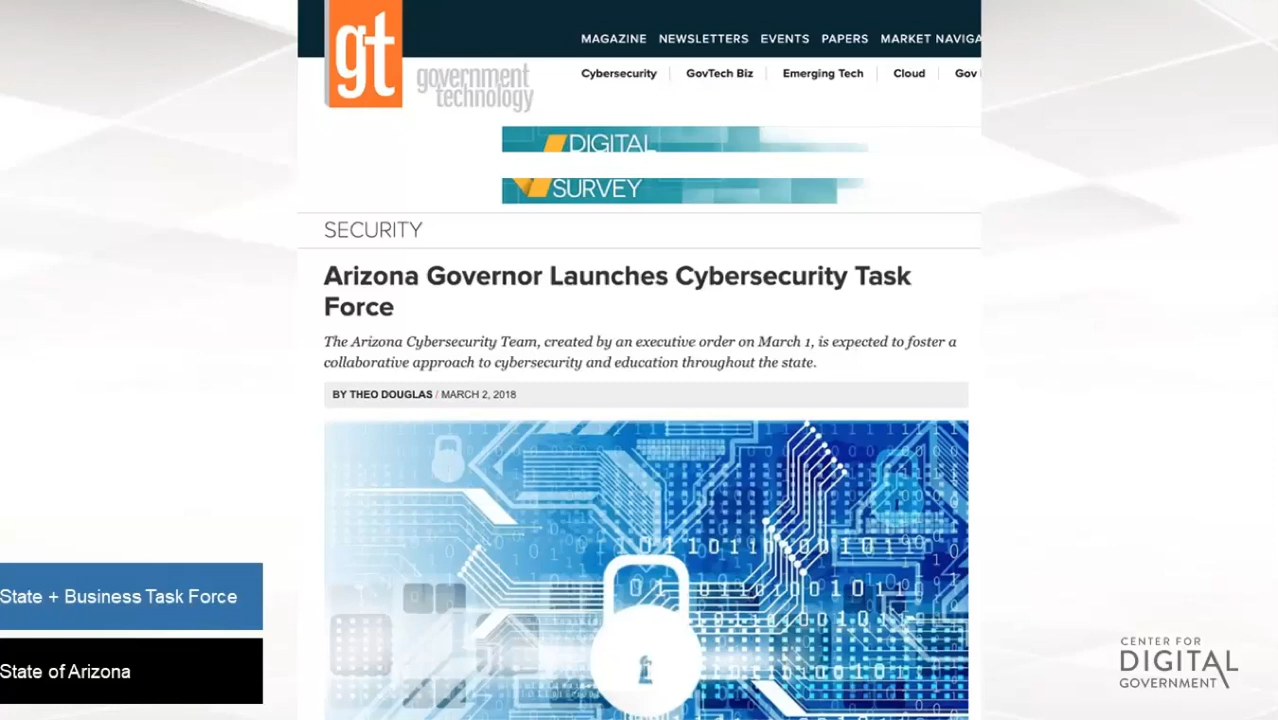 gt
government
technology
MAGAZINE NEWSLETTERS EVENTS PAPERS MARKET NAVIGA
Cybersecurity GovTech Biz Emerging Tech Cloud Gov
DIGITAL
SURVEY
SECURITY
Arizona Governor Launches Cybersecurity Task
Force
The Arizona Cybersecurity Team, created by an executive order on March 1, is expected to foster a
collaborative approach to cybersecurity and education throughout the state.
BY THEO DOUGLAS / MARCH 2, 2018
State + Business Task Force
State of Arizona
CENTER FOR
DIGITAL
GOVERNMENT